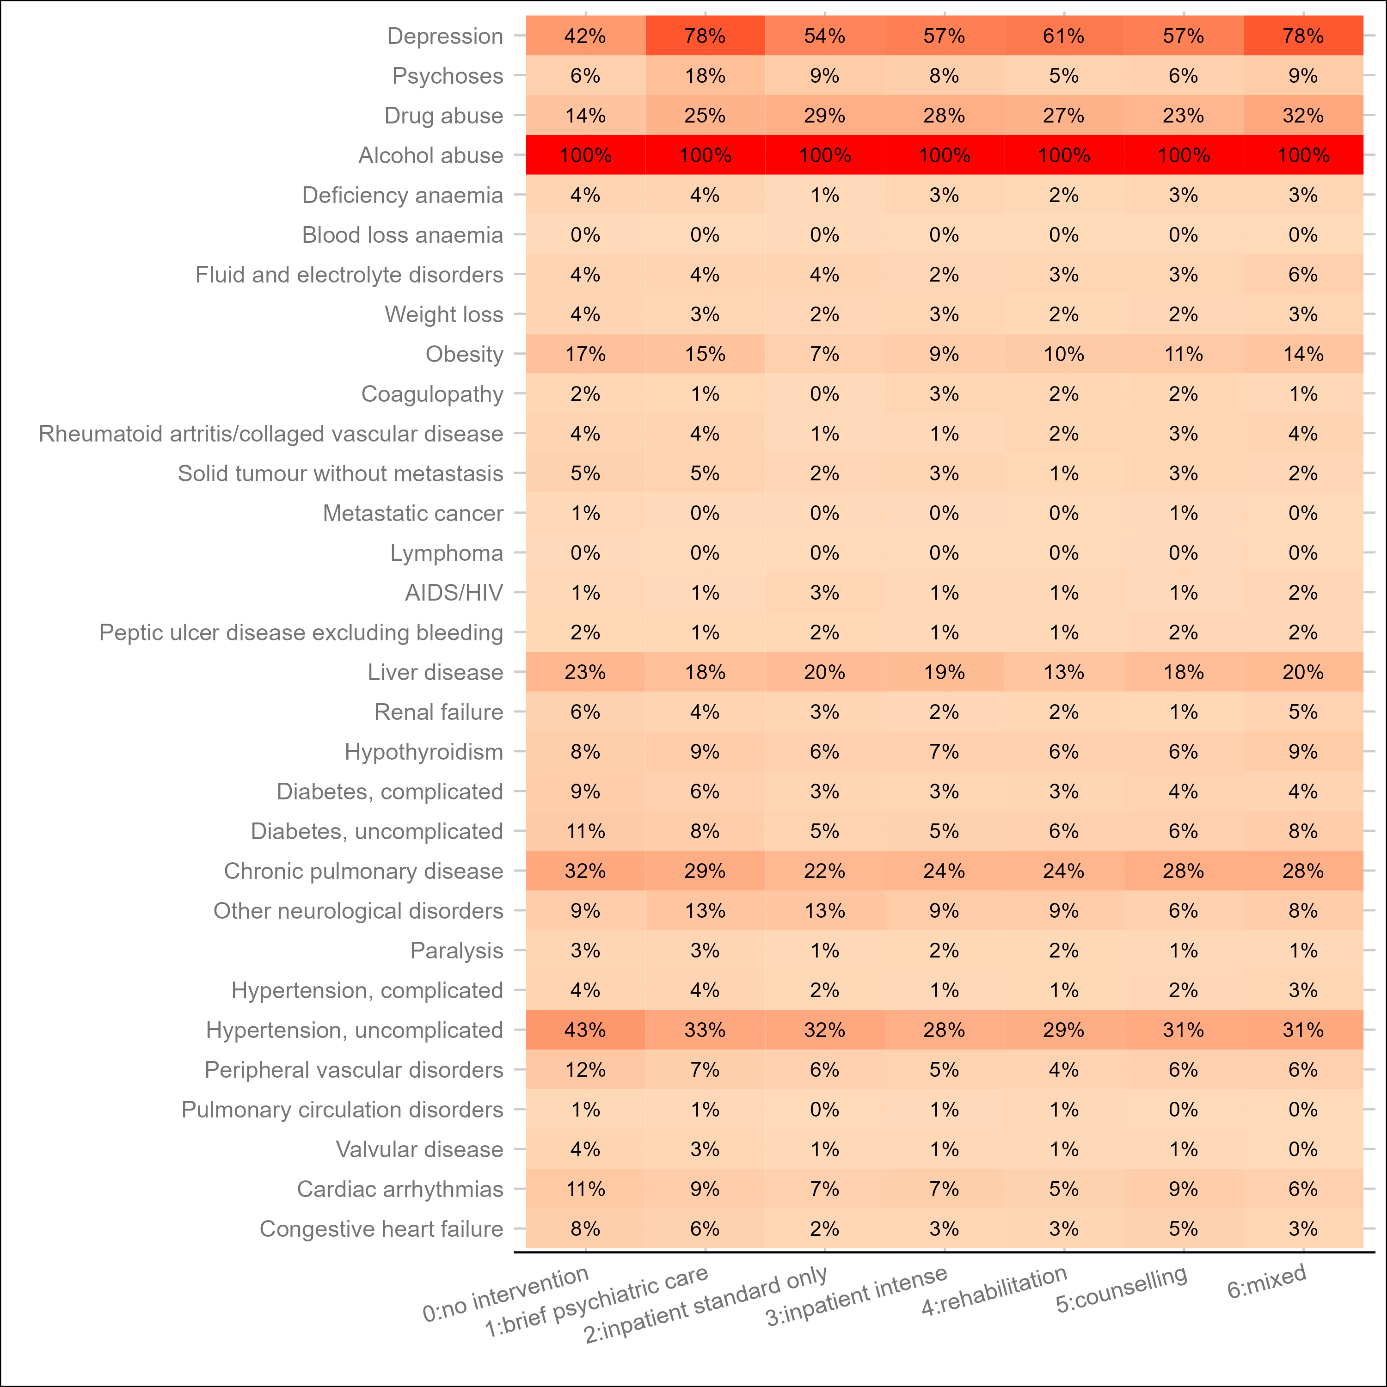 Depression 42% 78% 54% 57% 61% 57% 78%
Psychoses 6% 18% 9% 8% 5% 6% 9%
Drug abuse 14% 25% 29% 28% 27% 23% 32%
Alcohol abuse 100% 100% 100% 100% 100% 100% 100%
Deficiency anaemia 4% 4% 1% 3% 2% 3% 3%
Blood loss anaemia 0% 0% 0% 0% 0% 0% 0%
Fluid and electrolyte disorders 4% 4% 4% 2% 3% 3% 6%
Weight loss 4% 3% 2% 3% 2% 2% 3%
Obesity 17% 15% 7% 9% 10% 11% 14%
Coagulopathy 2% 1% 0% 3% 2% 2% 1%
Rheumatoid artritis/collaged vascular disease 4% 4% 1% 1% 2% 3% 4%
Solid tumour without metastasis 5% 5% 2% 3% 1% 3% 2%
Metastatic cancer 1% 0% 0% 0% 0% 1% 0%
Lymphoma 0% 0% 0% 0% 0% 0% 0%
AIDS/HIV 1% 1% 3% 1% 1% 1% 2%
Peptic ulcer disease excluding bleeding 2% 1% 2% 1% 1% 2% 2%
Liver disease 23% 18% 20% 19% 13% 18% 20%
Renal failure 6% 4% 3% 2% 2% 1% 5%
Hypothyroidism 8% 9% 6% 7% 6% 6% 9%
Diabetes, complicated 9% 6% 3% 3% 3% 4% 4%
Diabetes, uncomplicated 11% 8% 5% 5% 6% 6% 8%
Chronic pulmonary disease 32% 29% 22% 24% 24% 28% 28%
Other neurological disorders 9% 13% 13% 9% 9% 6% 8%
Paralysis 3% 3% 1% 2% 2% 1% 1%
Hypertension, complicated 4% 4% 2% 1% 1% 2% 3%
Hypertension, uncomplicated 43% 33% 32% 28% 29% 31% 31%
Peripheral vascular disorders 12% 7% 6% 5% 4% 6% 6%
Pulmonary circulation disorders 1% 1% 0% 1% 1% 0% 0%
Valvular disease 4% 3% 1% 1% 1% 1% 0%
Cardiac arrhythmias 11% 9% 7% 7% 5% 9% 6%
Congestive heart failure 8% 6% 2% 3% 3% 5% 3%
0:no intervention
1:brief psychiatric care
2:inpatient standard only
3:inpatient intense
4:rehabilitation
5:counselling
6:mixed